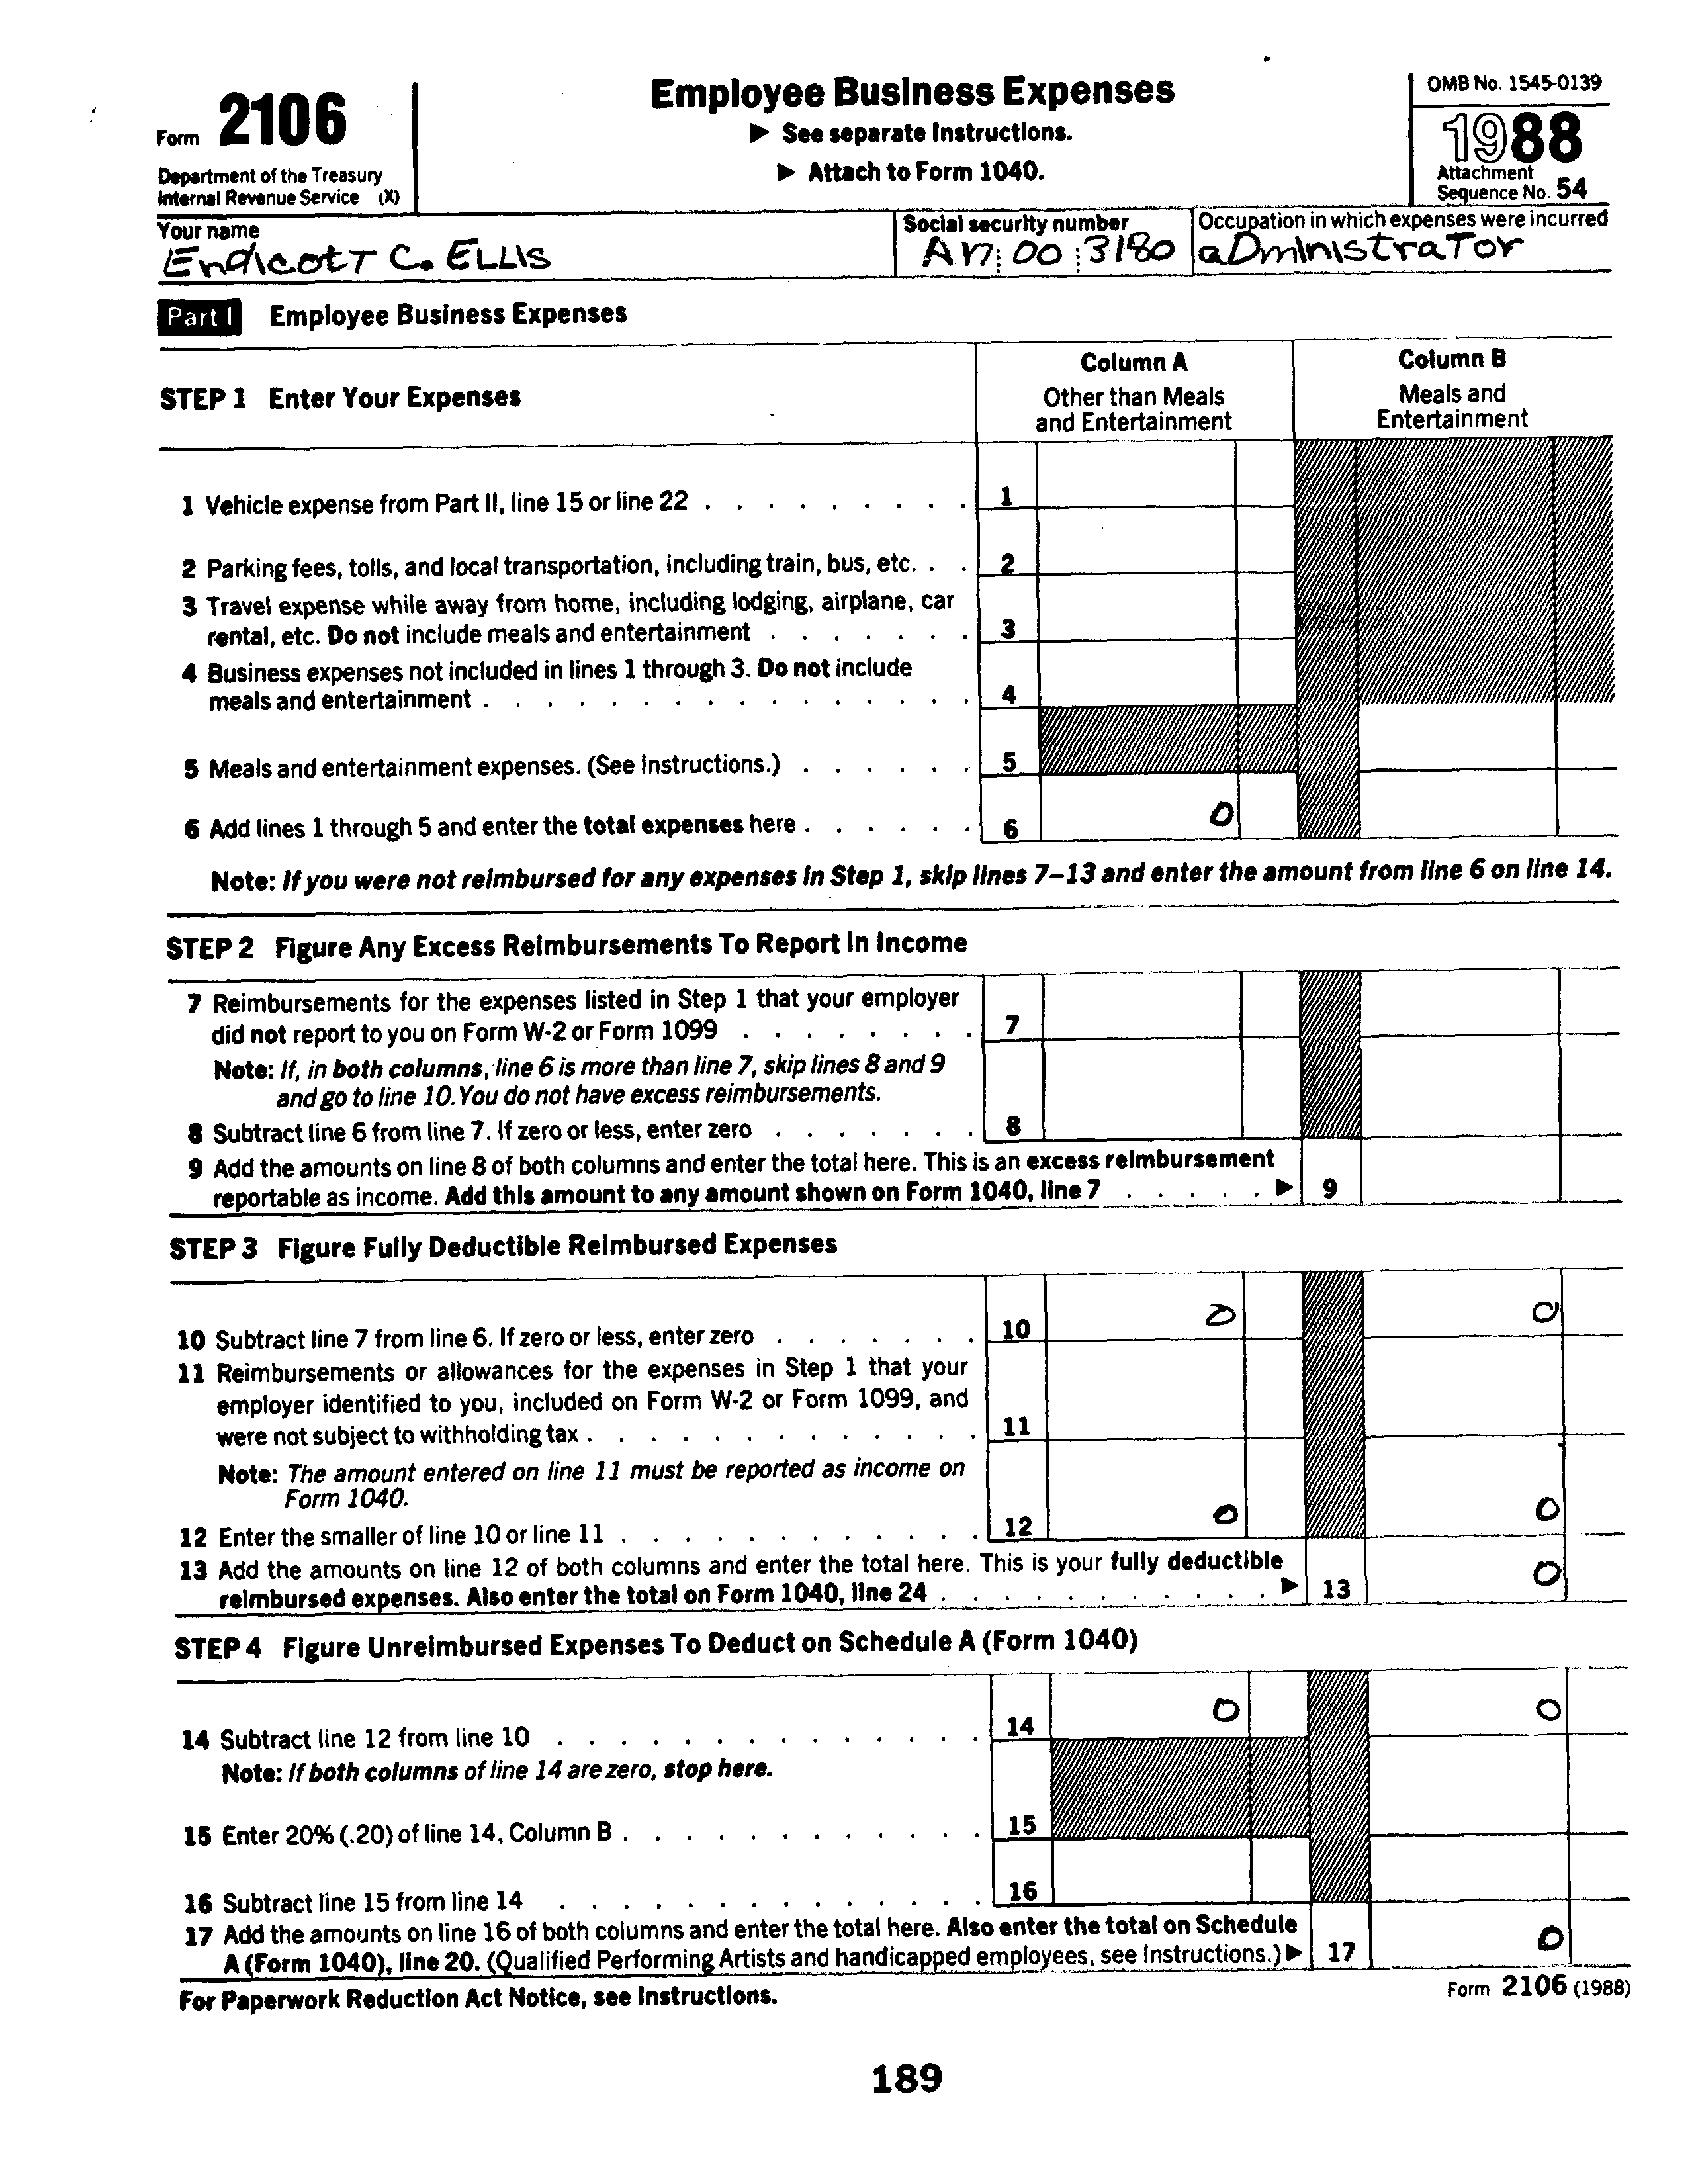 Form 2106
Department of the Treasury
Internal Revenue Service (X)
Employee Business Expenses
▶ See separate Instructions.
▶ Attach to Form 1040.
OMB No. 1545-0139
1988
Attachment
Sequence No. 54
Your name
Endicott C. Ellis
Social security number
00 3180
Occupation in which expenses were incurred
aDministraTor
Part I Employee Business Expenses
STEP 1 Enter Your Expenses
Column A
Other than Meals
and Entertainment
Column B
Meals and
Entertainment
1 Vehicle expense from Part II, line 15 or line 22 . . . . . . . . . 1
2 Parking fees, tolls, and local transportation, including train, bus, etc. . . 2
3 Travel expense while away from home, including lodging, airplane, car
rental, etc. Do not include meals and entertainment . . . . . . . 3
4 Business expenses not included in lines 1 through 3. Do not include
meals and entertainment . . . . . . . . . . . . . . . . 4
5 Meals and entertainment expenses. (See Instructions.) . . . . . . 5
6 Add lines 1 through 5 and enter the total expenses here . . . . . . 6 0
Note: If you were not reimbursed for any expenses in Step 1, skip lines 7–13 and enter the amount from line 6 on line 14.
STEP 2 Figure Any Excess Reimbursements To Report In Income
7 Reimbursements for the expenses listed in Step 1 that your employer
did not report to you on Form W-2 or Form 1099 . . . . . . . . 7
Note: If, in both columns, line 6 is more than line 7, skip lines 8 and 9
and go to line 10. You do not have excess reimbursements.
8 Subtract line 6 from line 7. If zero or less, enter zero . . . . . . . 8
9 Add the amounts on line 8 of both columns and enter the total here. This is an excess reimbursement
reportable as income. Add this amount to any amount shown on Form 1040, line 7 . . . . . ▶ 9
STEP 3 Figure Fully Deductible Reimbursed Expenses
10 Subtract line 7 from line 6. If zero or less, enter zero . . . . . . . 10 0 0
11 Reimbursements or allowances for the expenses in Step 1 that your
employer identified to you, included on Form W-2 or Form 1099, and
were not subject to withholding tax . . . . . . . . . . . . . 11
Note: The amount entered on line 11 must be reported as income on
Form 1040.
12 Enter the smaller of line 10 or line 11 . . . . . . . . . . . . 12 0 0
13 Add the amounts on line 12 of both columns and enter the total here. This is your fully deductible
reimbursed expenses. Also enter the total on Form 1040, line 24 . . . . . . . . . . . ▶ 13 0
STEP 4 Figure Unreimbursed Expenses To Deduct on Schedule A (Form 1040)
14 Subtract line 12 from line 10 . . . . . . . . . . . . . . 14 0 0
Note: If both columns of line 14 are zero, stop here.
15 Enter 20% (.20) of line 14, Column B . . . . . . . . . . . . 15
16 Subtract line 15 from line 14 . . . . . . . . . . . . . . 16
17 Add the amounts on line 16 of both columns and enter the total here. Also enter the total on Schedule
A (Form 1040), line 20. (Qualified Performing Artists and handicapped employees, see Instructions.) ▶ 17 0
For Paperwork Reduction Act Notice, see Instructions.
Form 2106 (1988)
189